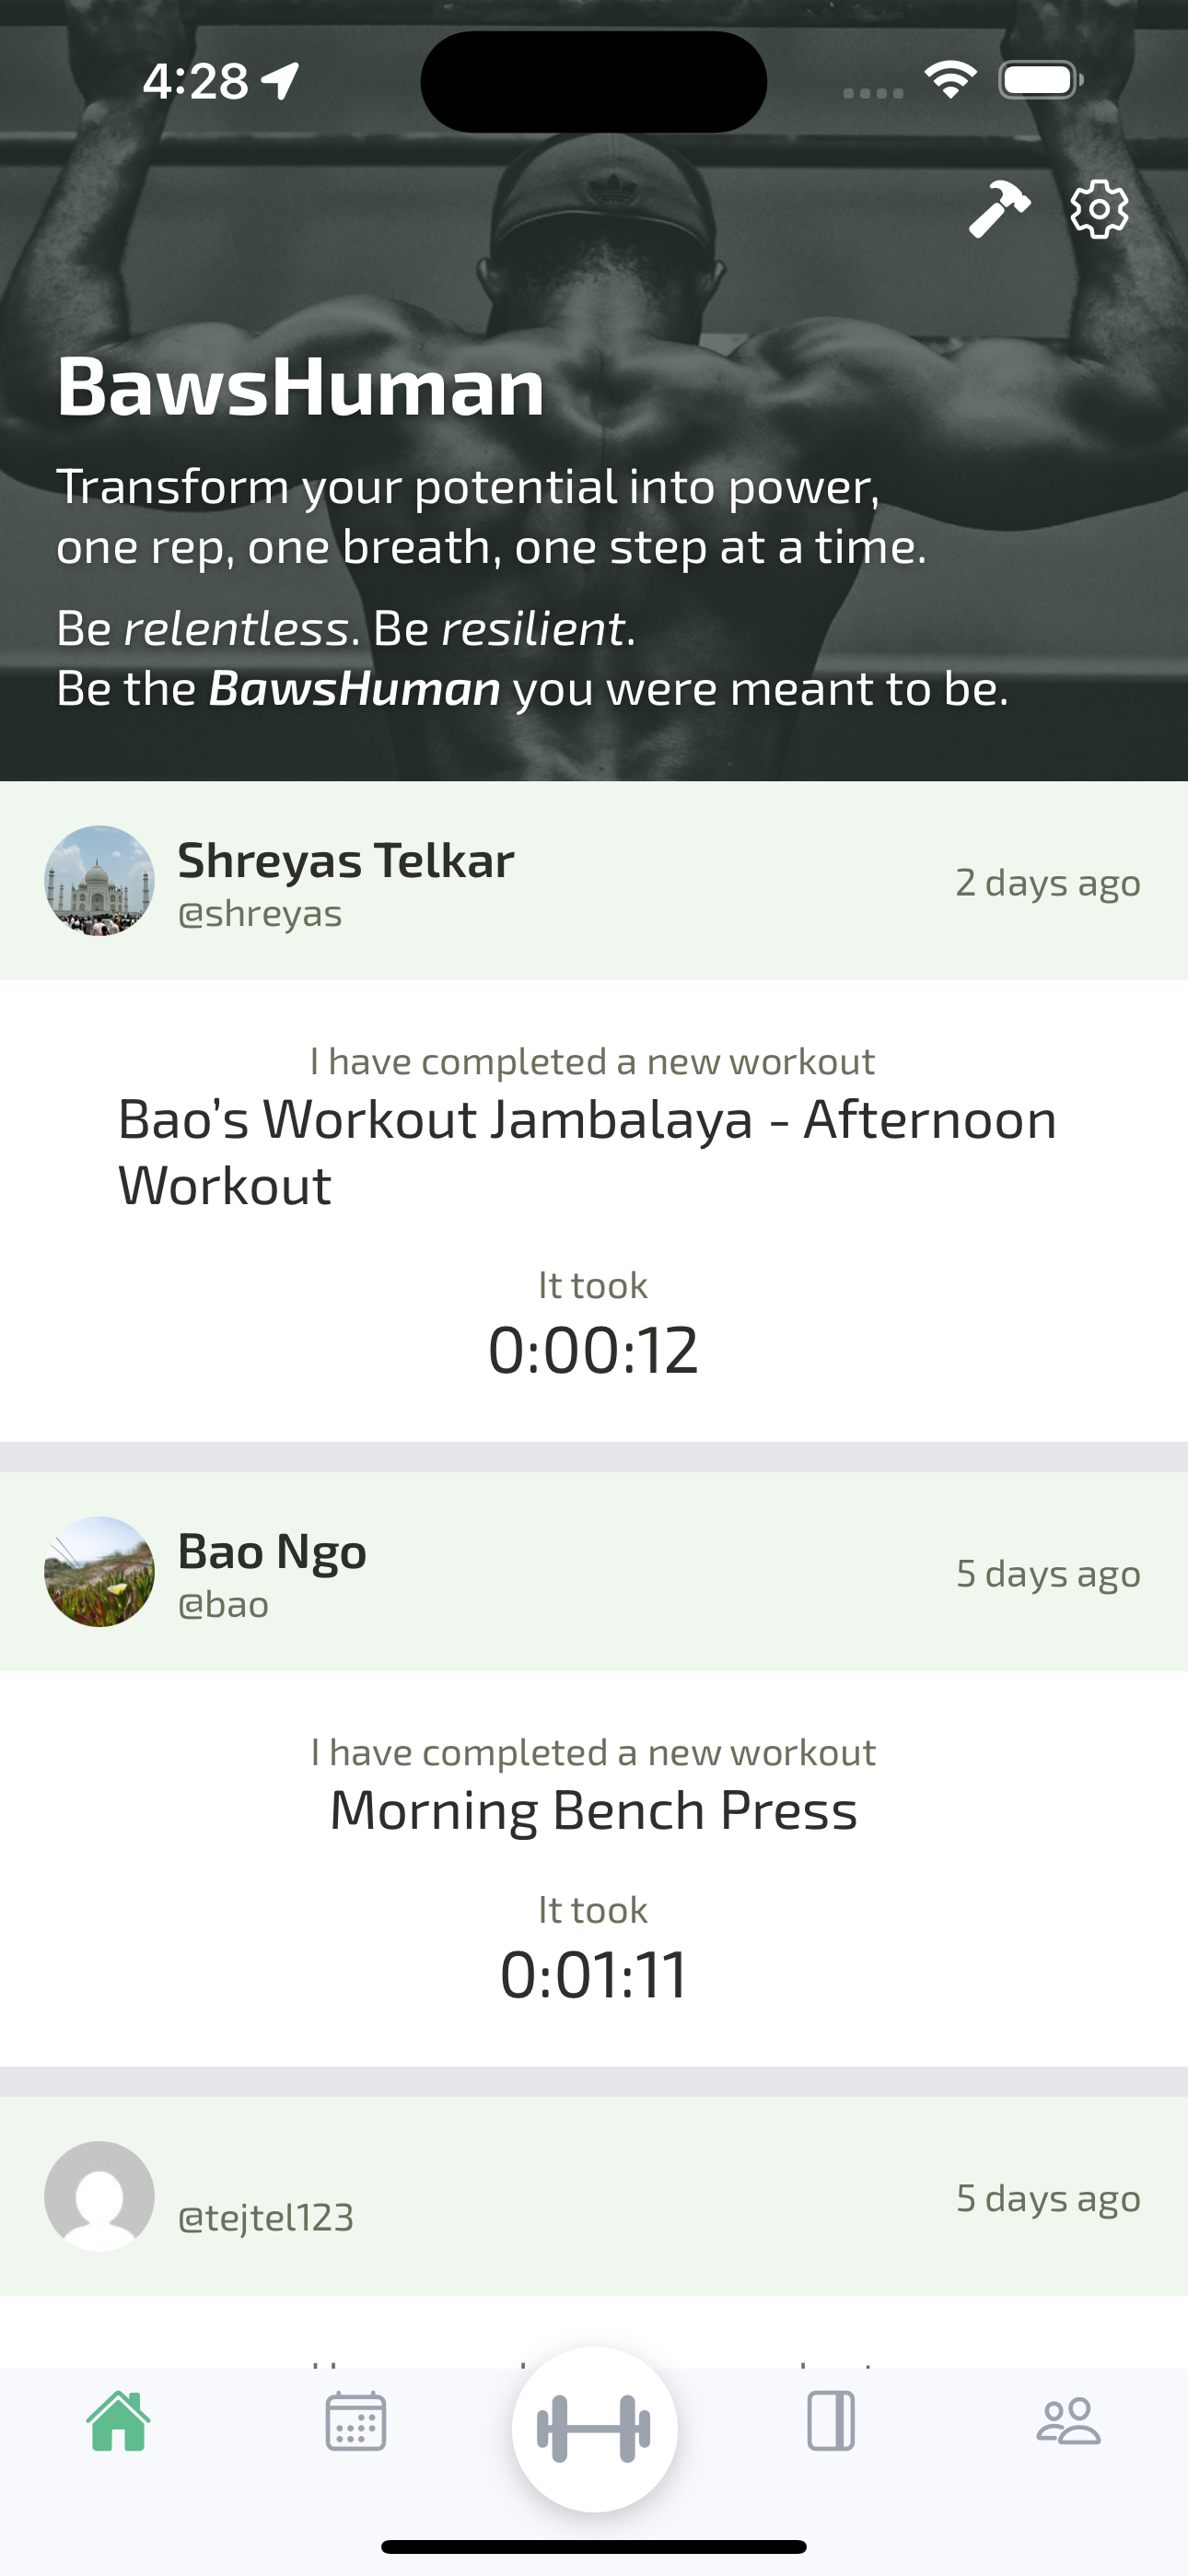 4:28
BawsHuman
Transform your potential into power,
one rep, one breath, one step at a time.
Be relentless. Be resilient.
Be the BawsHuman you were meant to be.
Shreyas Telkar
@shreyas
2 days ago
I have completed a new workout
Bao’s Workout Jambalaya - Afternoon
Workout
It took
0:00:12
Bao Ngo
@bao
5 days ago
I have completed a new workout
Morning Bench Press
It took
0:01:11
@tejtel123
5 days ago